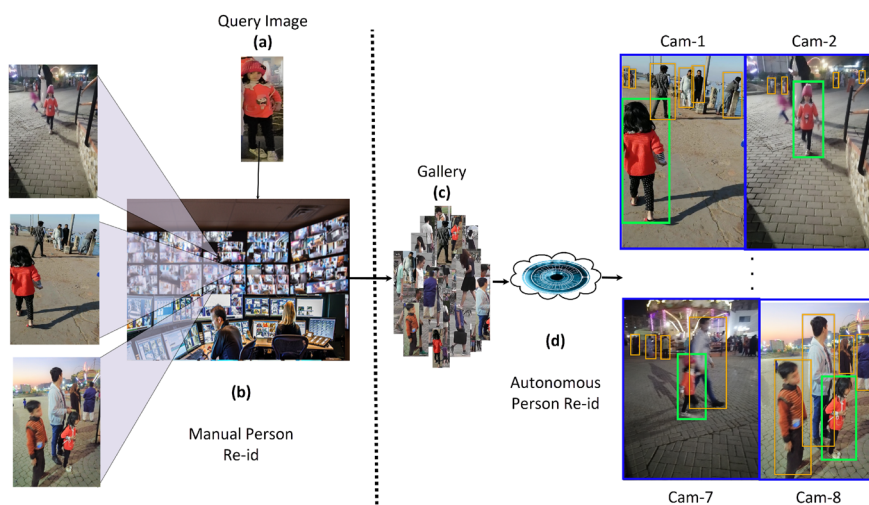 Query Image
(a)
Cam-1
Cam-2
Gallery
(c)
(b)
Manual Person
Re-id
(d)
Autonomous
Person Re-id
Cam-7
Cam-8